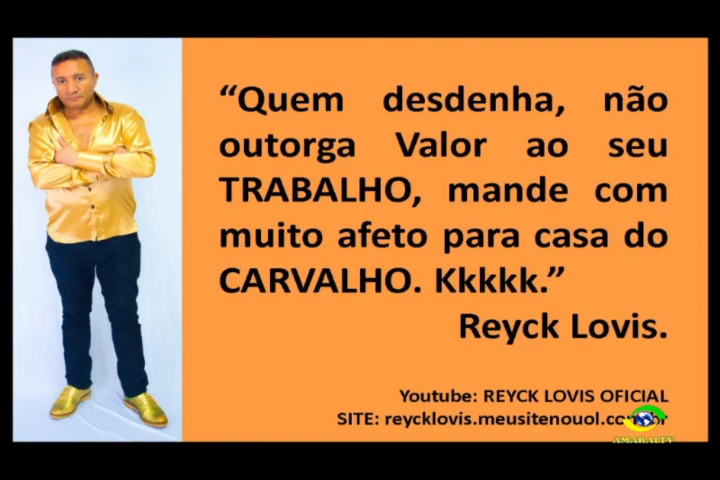 “Quem desdenha, não
outorga Valor ao seu
TRABALHO, mande com
muito afeto para casa do
CARVALHO. Kkkkk.”
Reyck Lovis.
Youtube: REYCK LOVIS OFICIAL
SITE: reycklovis.meusitenouol.com.br
AMARALTV